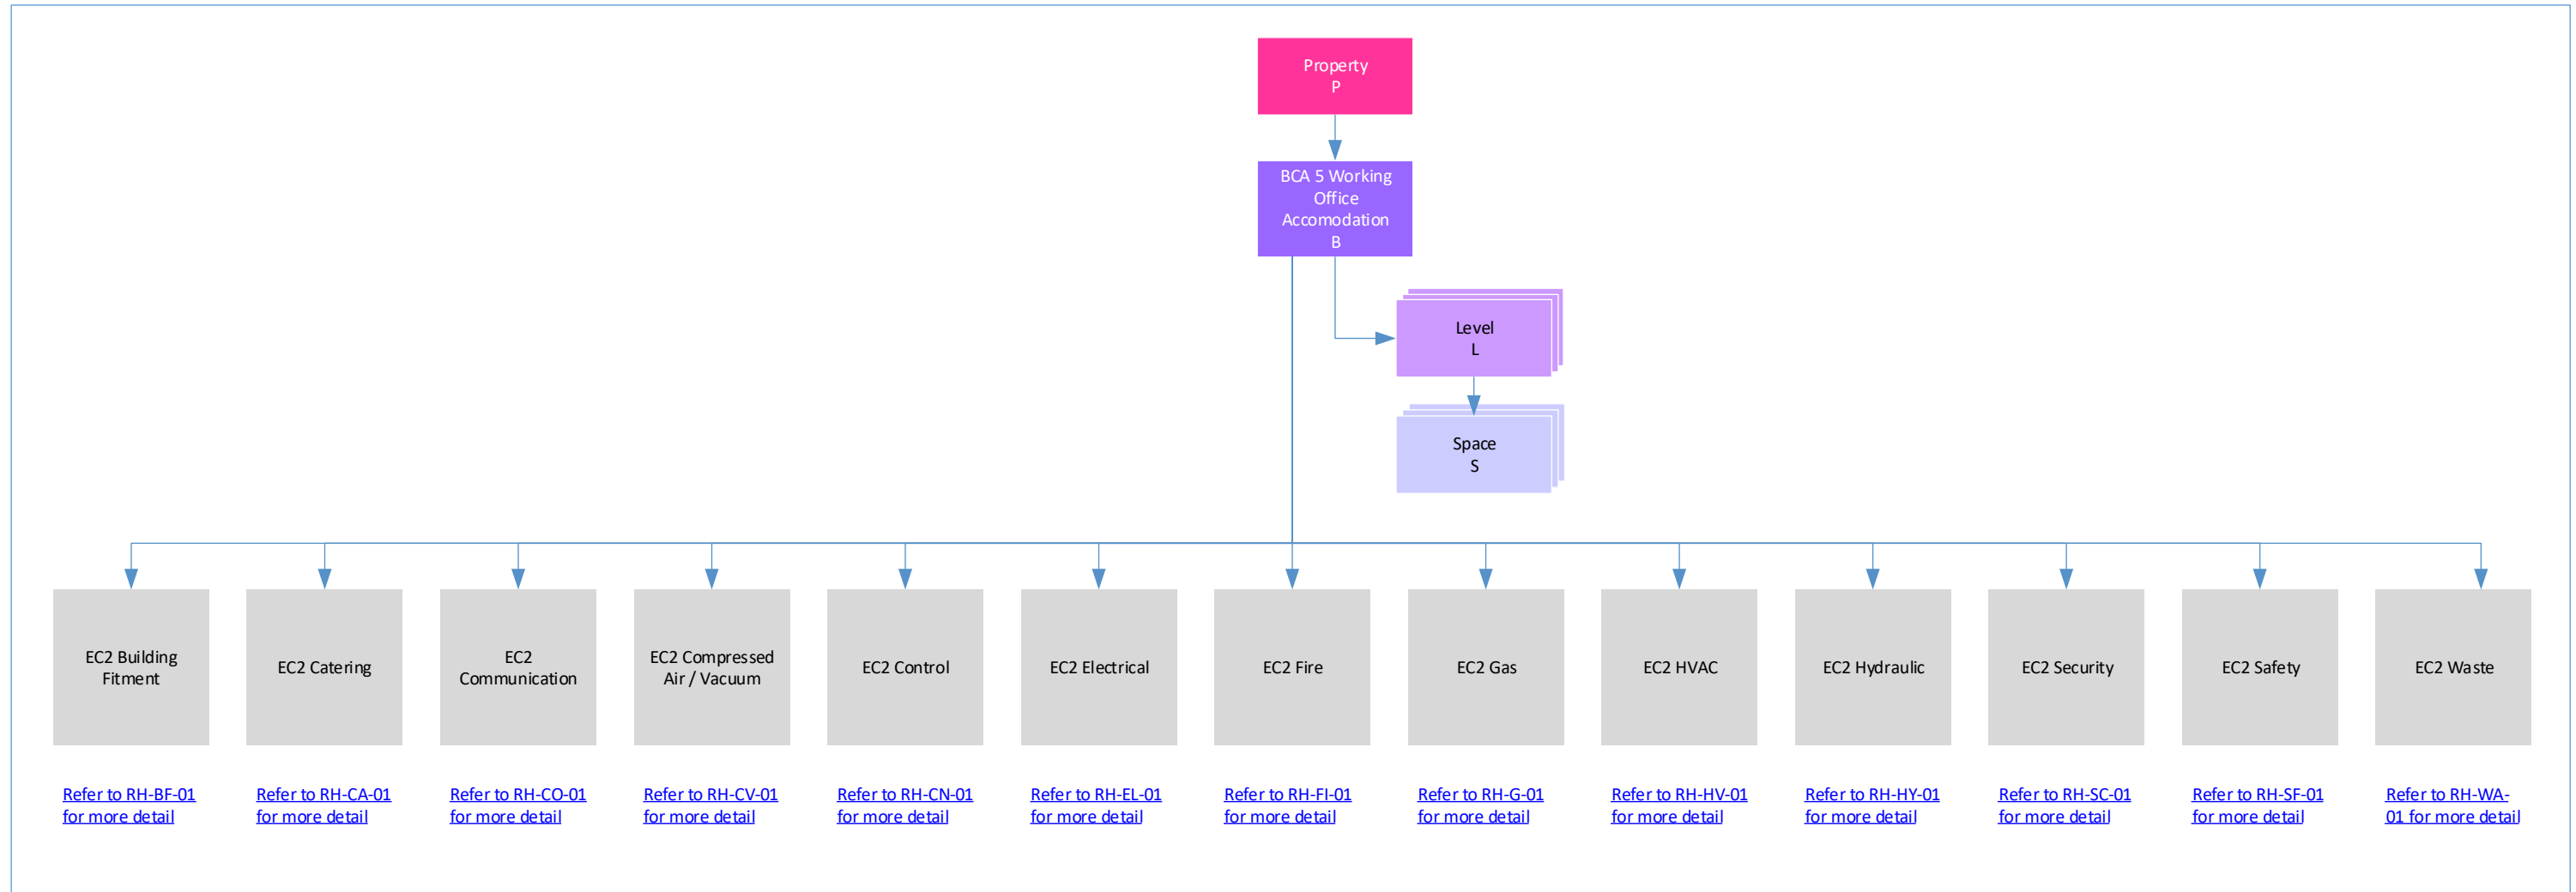 Property
P
BCA 5 Working
Office
Accomodation
B
Level
L
Space
S
EC2 Building
Fitment
EC2 Catering
EC2
Communication
EC2 Compressed
Air / Vacuum
EC2 Control
EC2 Electrical
EC2 Fire
EC2 Gas
EC2 HVAC
EC2 Hydraulic
EC2 Security
EC2 Safety
EC2 Waste
Refer to RH-BF-01
for more detail
Refer to RH-CA-01
for more detail
Refer to RH-CO-01
for more detail
Refer to RH-CV-01
for more detail
Refer to RH-CN-01
for more detail
Refer to RH-EL-01
for more detail
Refer to RH-FI-01
for more detail
Refer to RH-G-01
for more detail
Refer to RH-HV-01
for more detail
Refer to RH-HY-01
for more detail
Refer to RH-SC-01
for more detail
Refer to RH-SF-01
for more detail
Refer to RH-WA-
01 for more detail